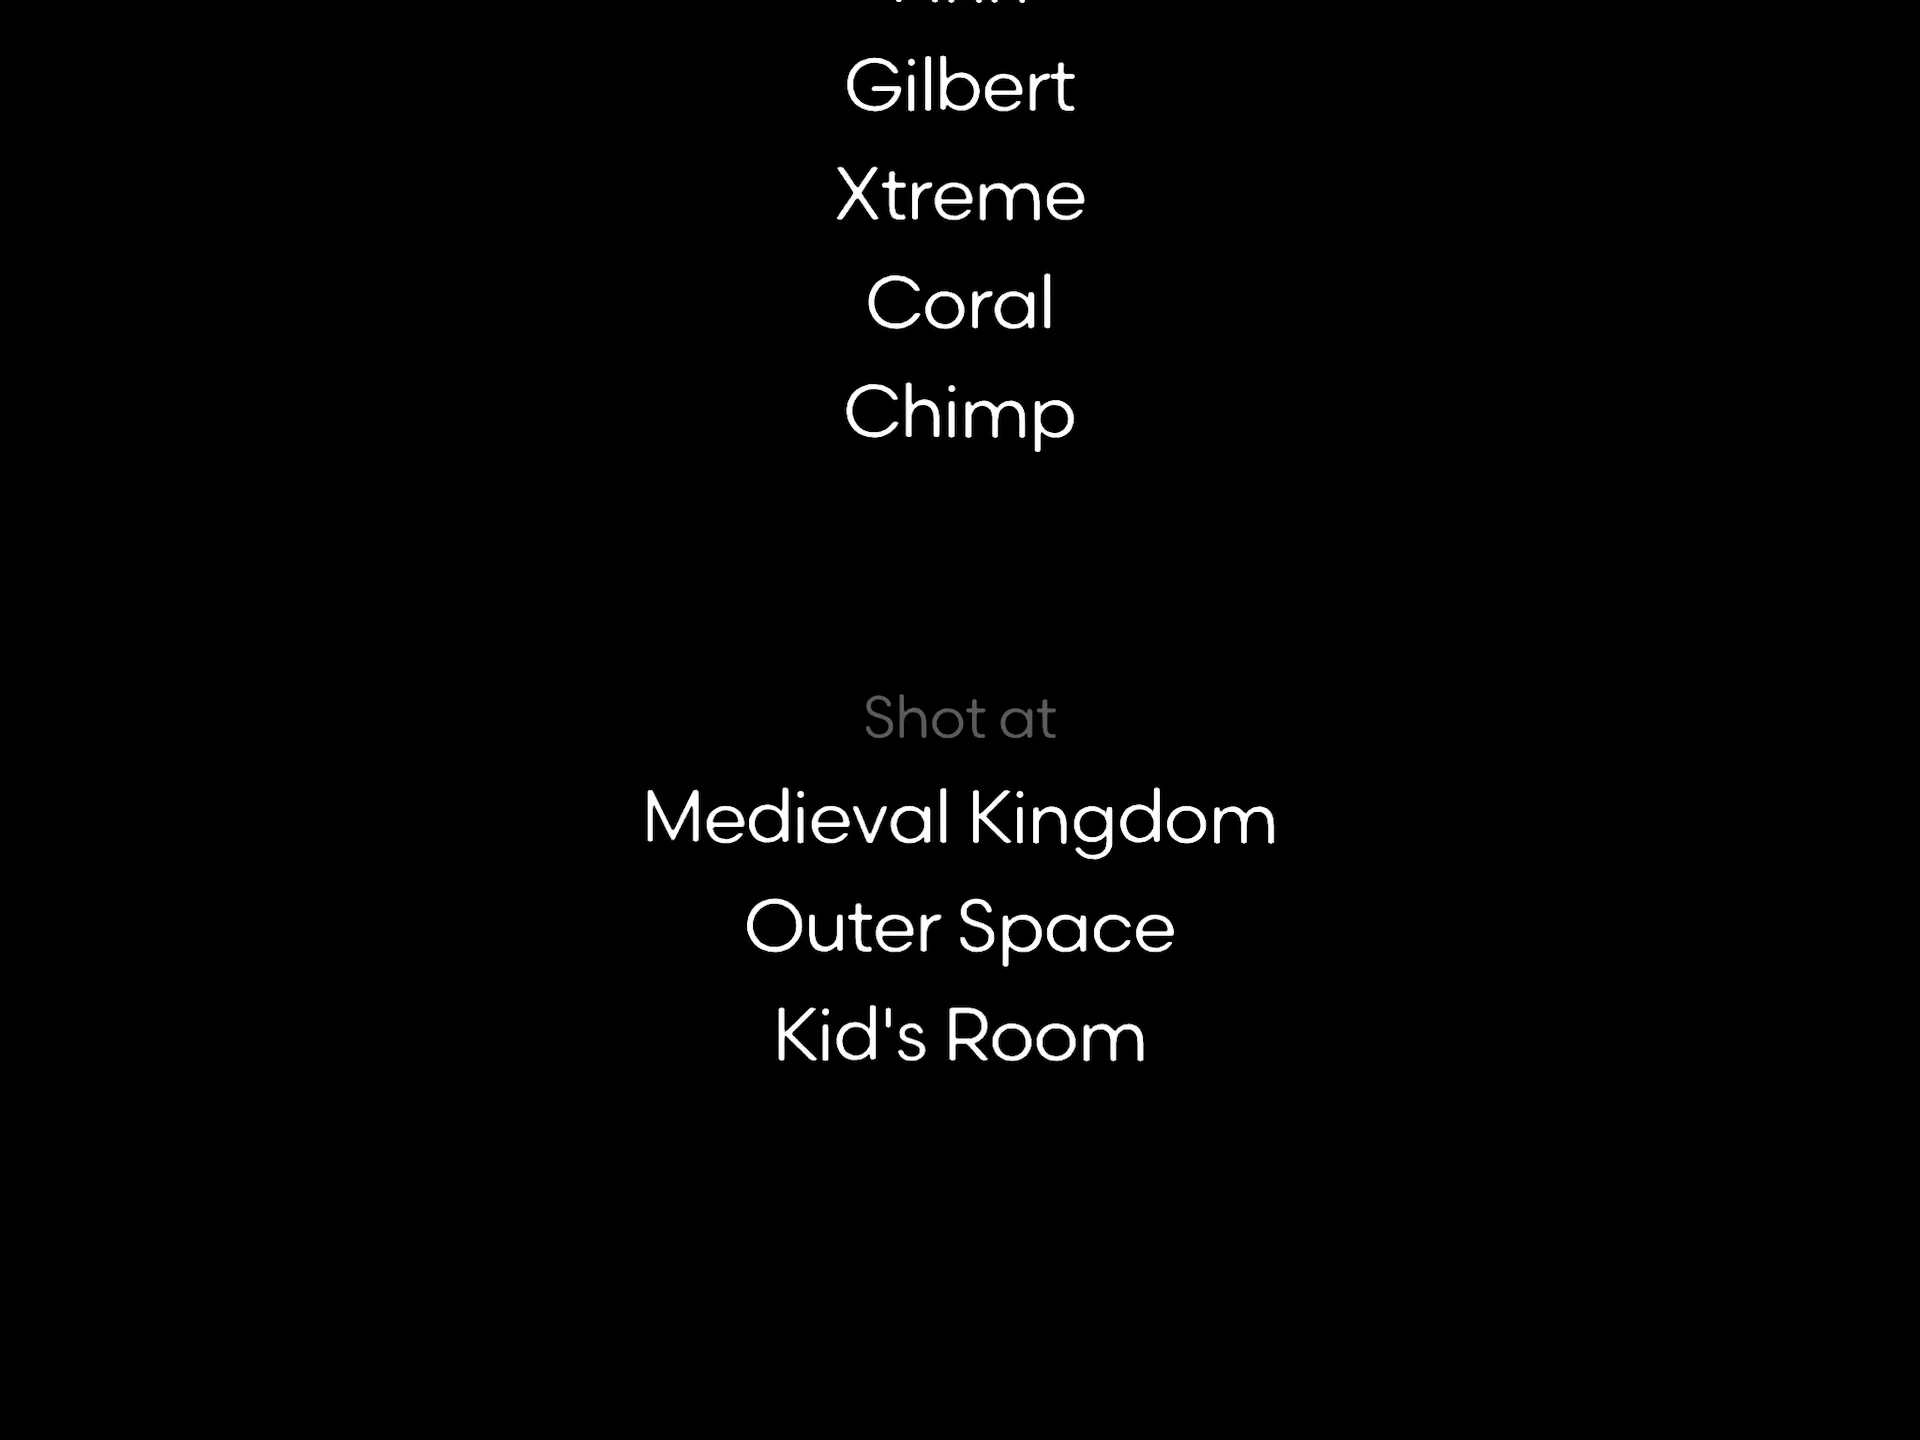 Gilbert
Xtreme
Coral
Chimp
Shot at
Medieval Kingdom
Outer Space
Kid's Room